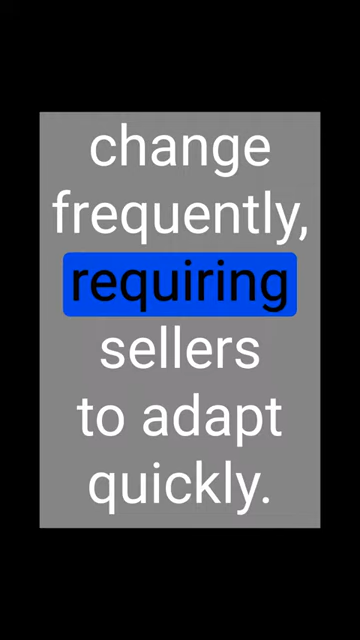 change
frequently,
requiring
sellers
to adapt
quickly.